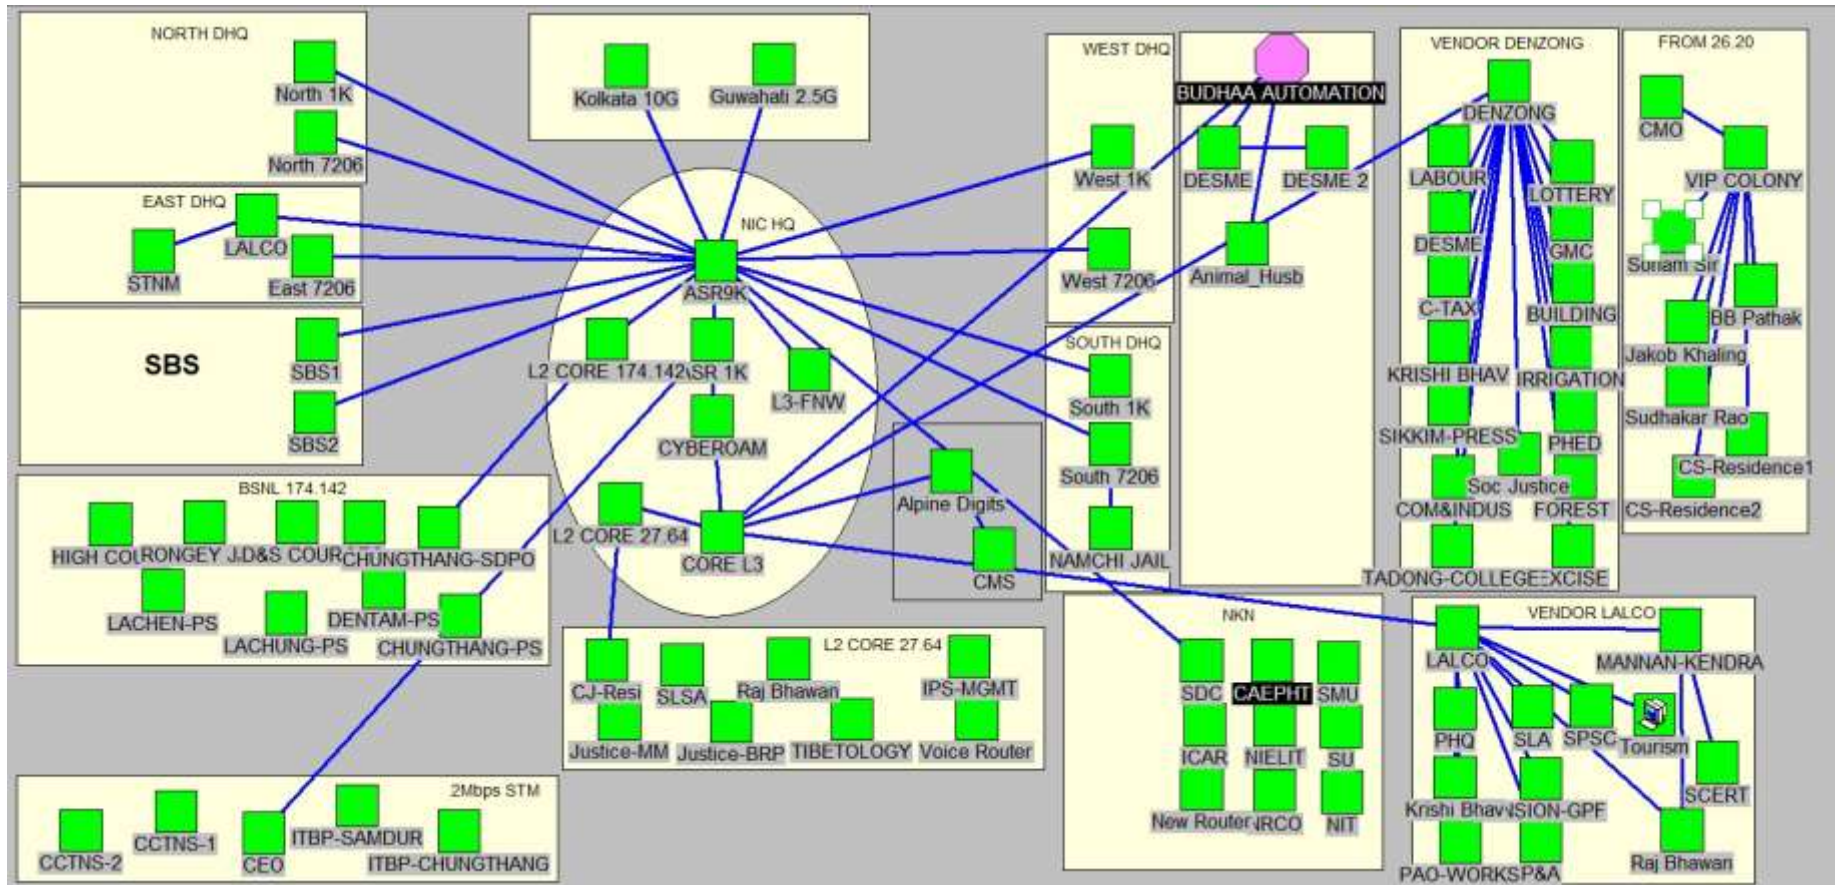 NORTH DHQ
North 1K
North 7206
EAST DHQ
LALCO
STNM
East 7206
SBS
SBS1
SBS2
BSNL 174.142
HIGH COU
RONGEY
J.D&S COUR
CHUNGTHANG-SDPO
LACHEN-PS
LACHUNG-PS
DENTAM-PS
CHUNGTHANG-PS
2Mbps STM
CCTNS-2
CCTNS-1
CEO
ITBP-SAMDUR
ITBP-CHUNGTHANG
Kolkata 10G
Guwahati 2.5G
NIC HQ
ASR9K
L2 CORE 174.142
SR 1K
L3-FNW
CYBEROAM
L2 CORE 27.64
CORE L3
Alpine Digits
CMS
L2 CORE 27.64
CJ-Resi
SLSA
Raj Bhawan
IPS-MGMT
Justice-MM
Justice-BRP
TIBETOLOGY
Voice Router
WEST DHQ
West 1K
West 7206
SOUTH DHQ
South 1K
South 7206
NAMCHI JAIL
BUDHAA AUTOMATION
DESME
DESME 2
Animal_Husb
NKN
SDC
CAEPHT
SMU
ICAR
NIELIT
SU
New Router
NRCO
NIT
VENDOR DENZONG
DENZONG
LABOUR
LOTTERY
DESME
GMC
C-TAX
BUILDING
KRISHI BHAV
IRRIGATION
SIKKIM-PRESS
PHED
Soc Justice
COM&INDUS
FOREST
TADONG-COLLEGE
EXCISE
FROM 26.20
CMO
VIP COLONY
Sonam Sir
BB Pathak
Jakob Khaling
Sudhakar Rao
CS-Residence1
CS-Residence2
VENDOR LALCO
LALCO
MANNAN-KENDRA
PHQ
SLA
SPSC
Tourism
SCERT
Krishi Bhav
NSION-GPF
Raj Bhawan
PAO-WORKS
P&A